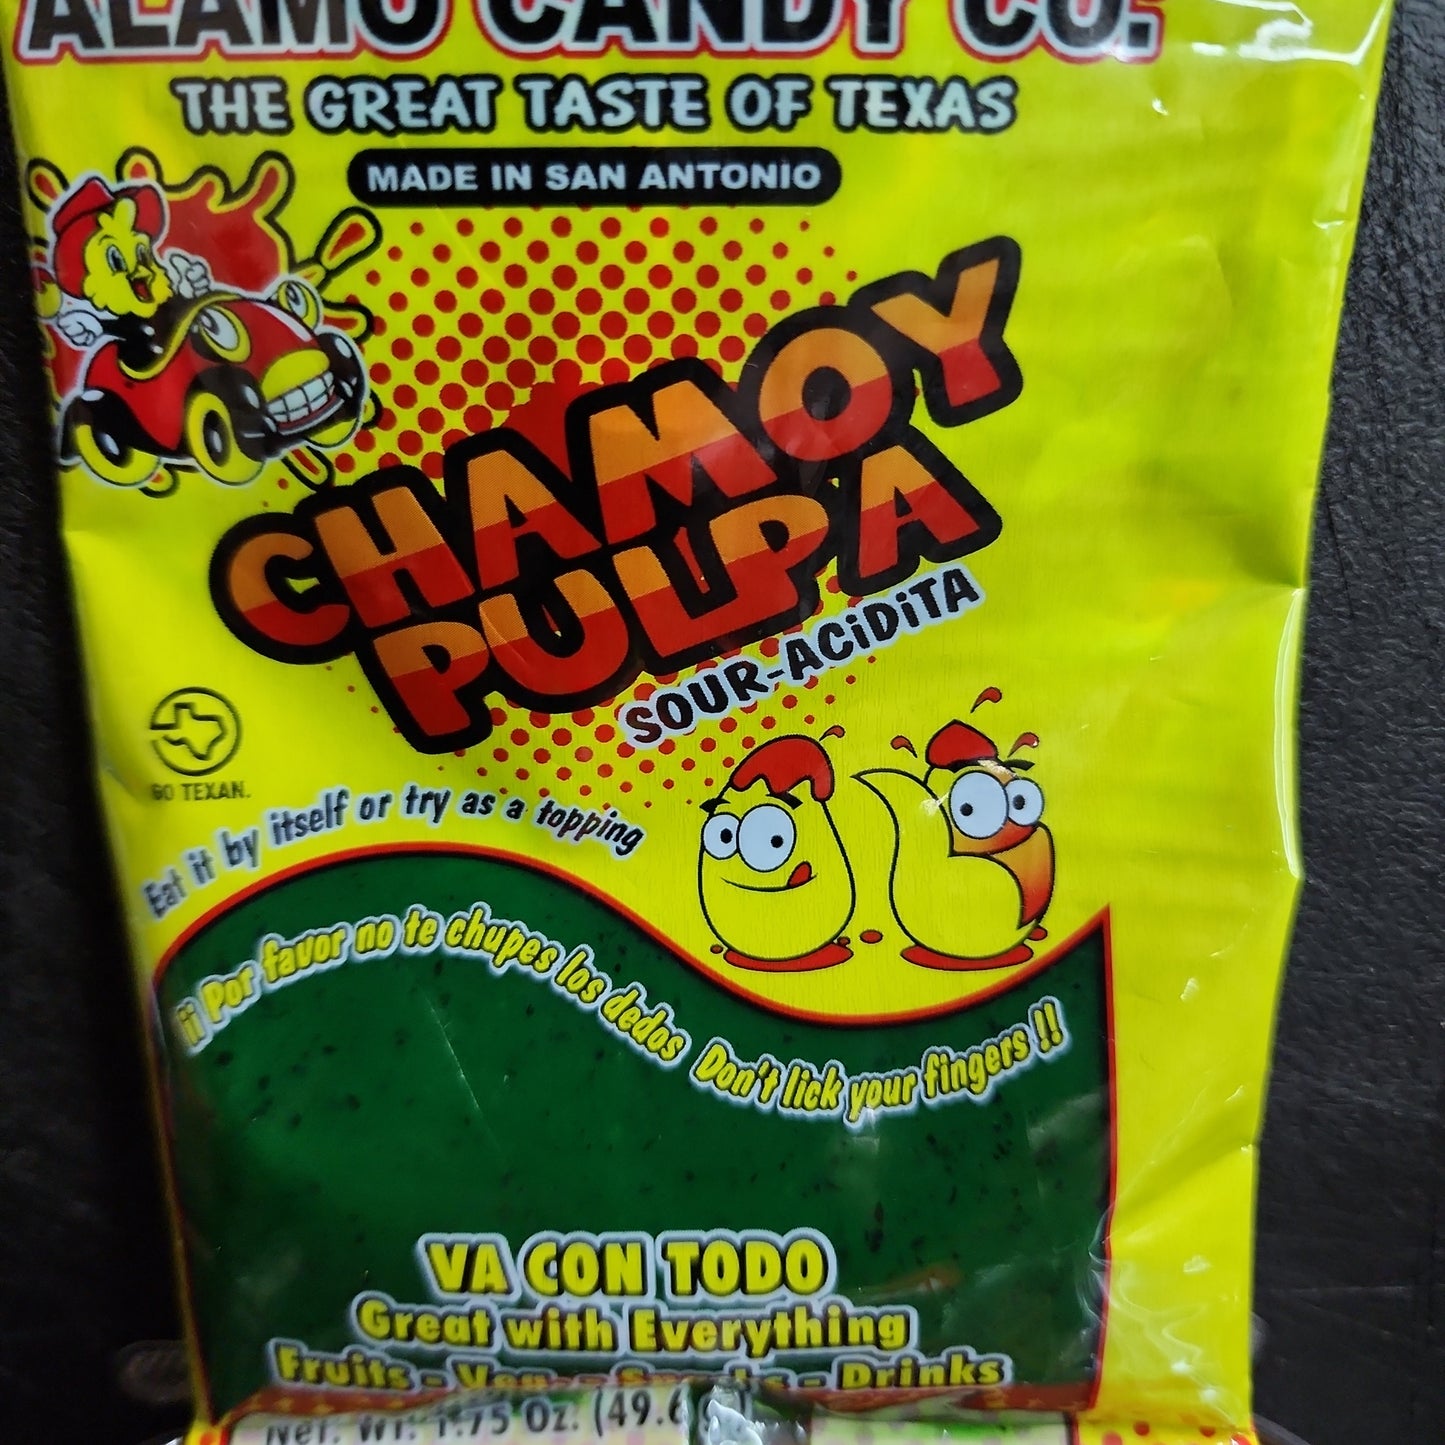 ALAMO CANDY CO.
THE GREAT TASTE OF TEXAS
MADE IN SAN ANTONIO
CHAMOY
PULPA
SOUR-ACiDiTA
GO TEXAN.
Eat it by itself or try as a topping
¡¡ Por favor no te chupes los dedos Don't lick your fingers !!
VA CON TODO
Great with Everything
Fruits - - - Drinks
Net. Wt. 1.75 Oz. (49.6